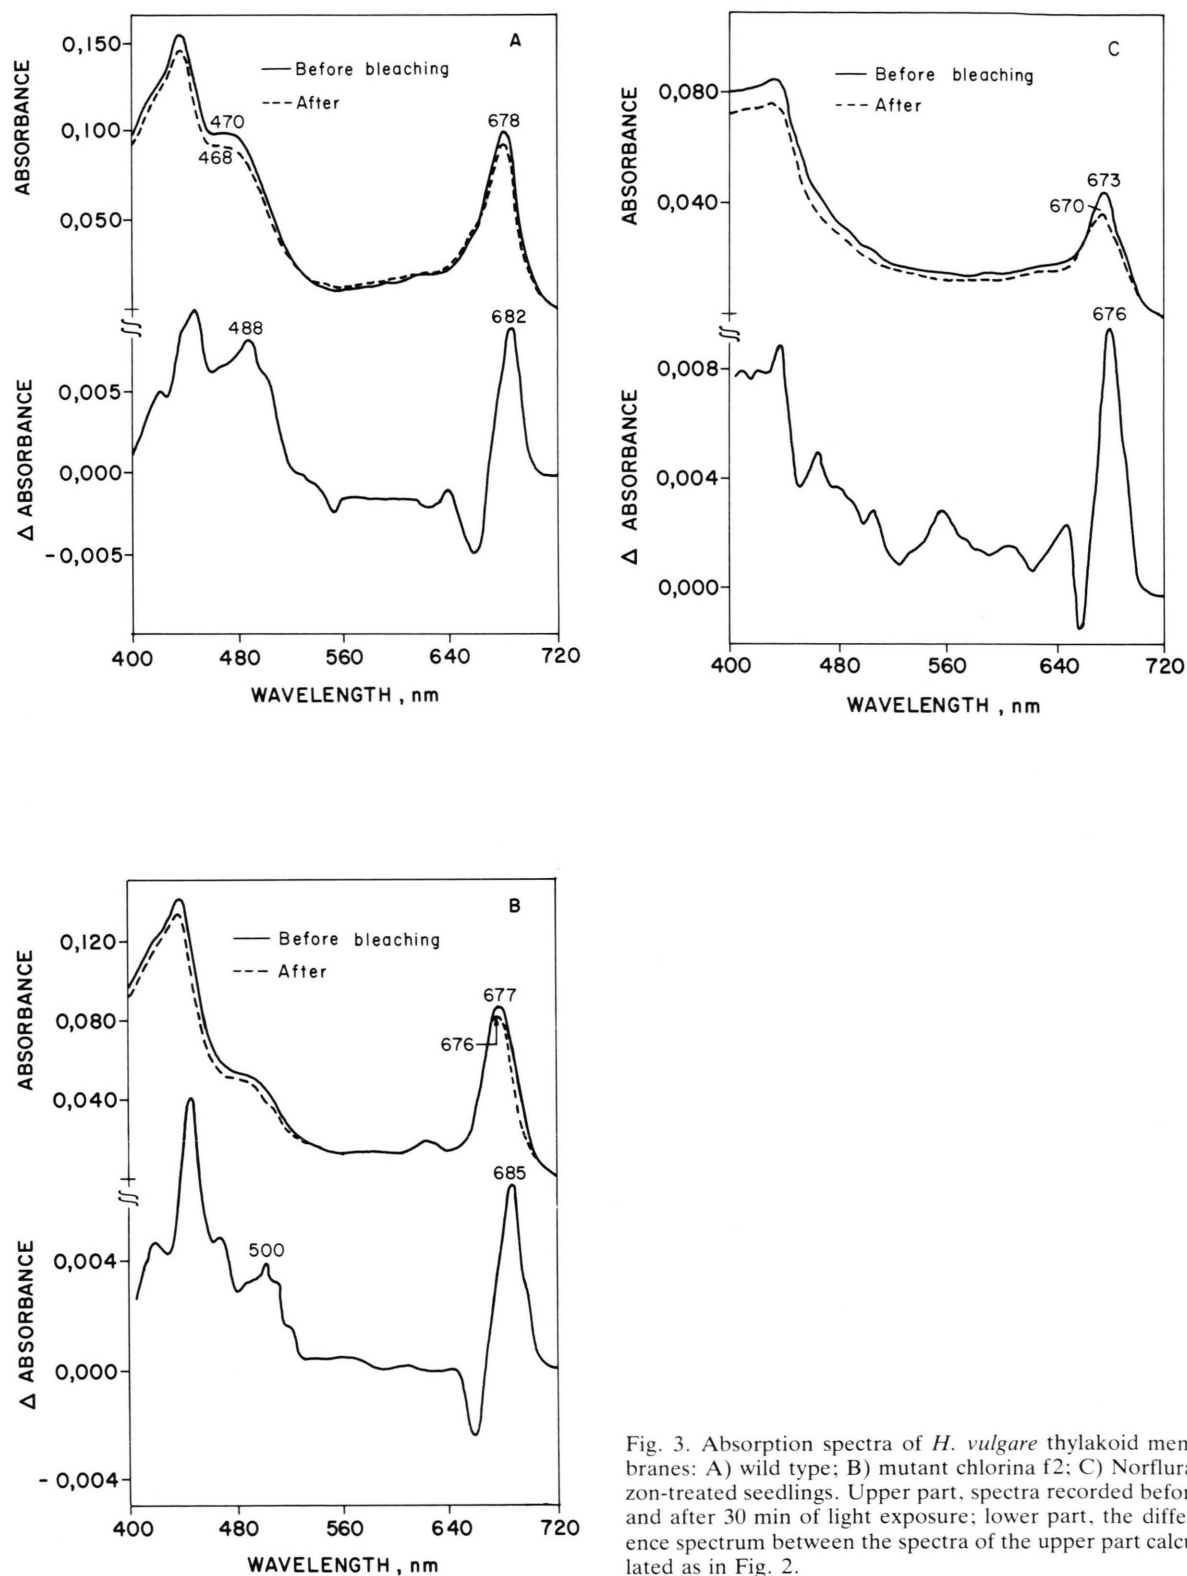 A
ABSORBANCE
0,150
0,100
0,050
Before bleaching
After
470
468
678
Δ ABSORBANCE
0,005
0,000
-0,005
488
682
400 480 560 640 720
WAVELENGTH , nm
C
ABSORBANCE
0,080
0,040
Before bleaching
After
673
670
Δ ABSORBANCE
0,008
0,004
0,000
676
400 480 560 640 720
WAVELENGTH , nm
B
ABSORBANCE
0,120
0,080
0,040
Before bleaching
After
677
676
Δ ABSORBANCE
0,004
0,000
-0,004
500
685
400 480 560 640 720
WAVELENGTH , nm
Fig. 3. Absorption spectra of H. vulgare thylakoid mem
branes: A) wild type; B) mutant chlorina f2; C) Norflura
zon-treated seedlings. Upper part, spectra recorded befor
and after 30 min of light exposure; lower part, the differ
ence spectrum between the spectra of the upper part calcu
lated as in Fig. 2.